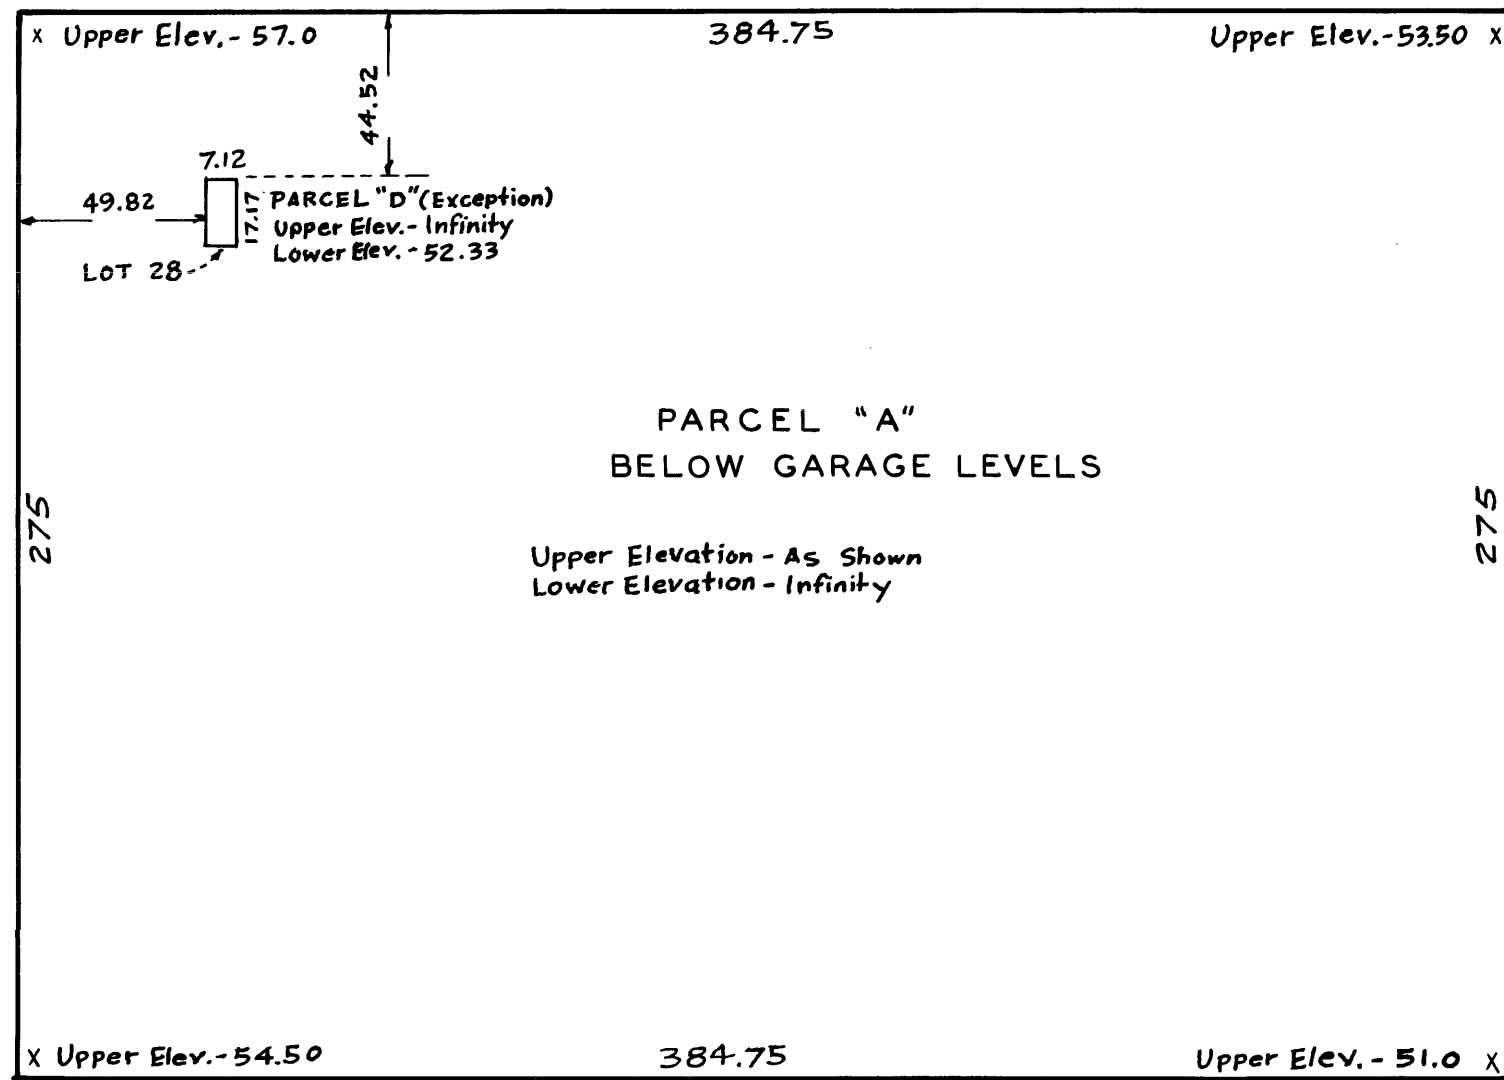 x Upper Elev.- 57.0
384.75
Upper Elev.-53.50 x
44.52
7.12
49.82
17.17
PARCEL "D" (Exception)
Upper Elev.- Infinity
Lower Elev.- 52.33
LOT 28
PARCEL "A"
BELOW GARAGE LEVELS
275
275
Upper Elevation - As Shown
Lower Elevation - Infinity
x Upper Elev.-54.50
384.75
Upper Elev. - 51.0 x